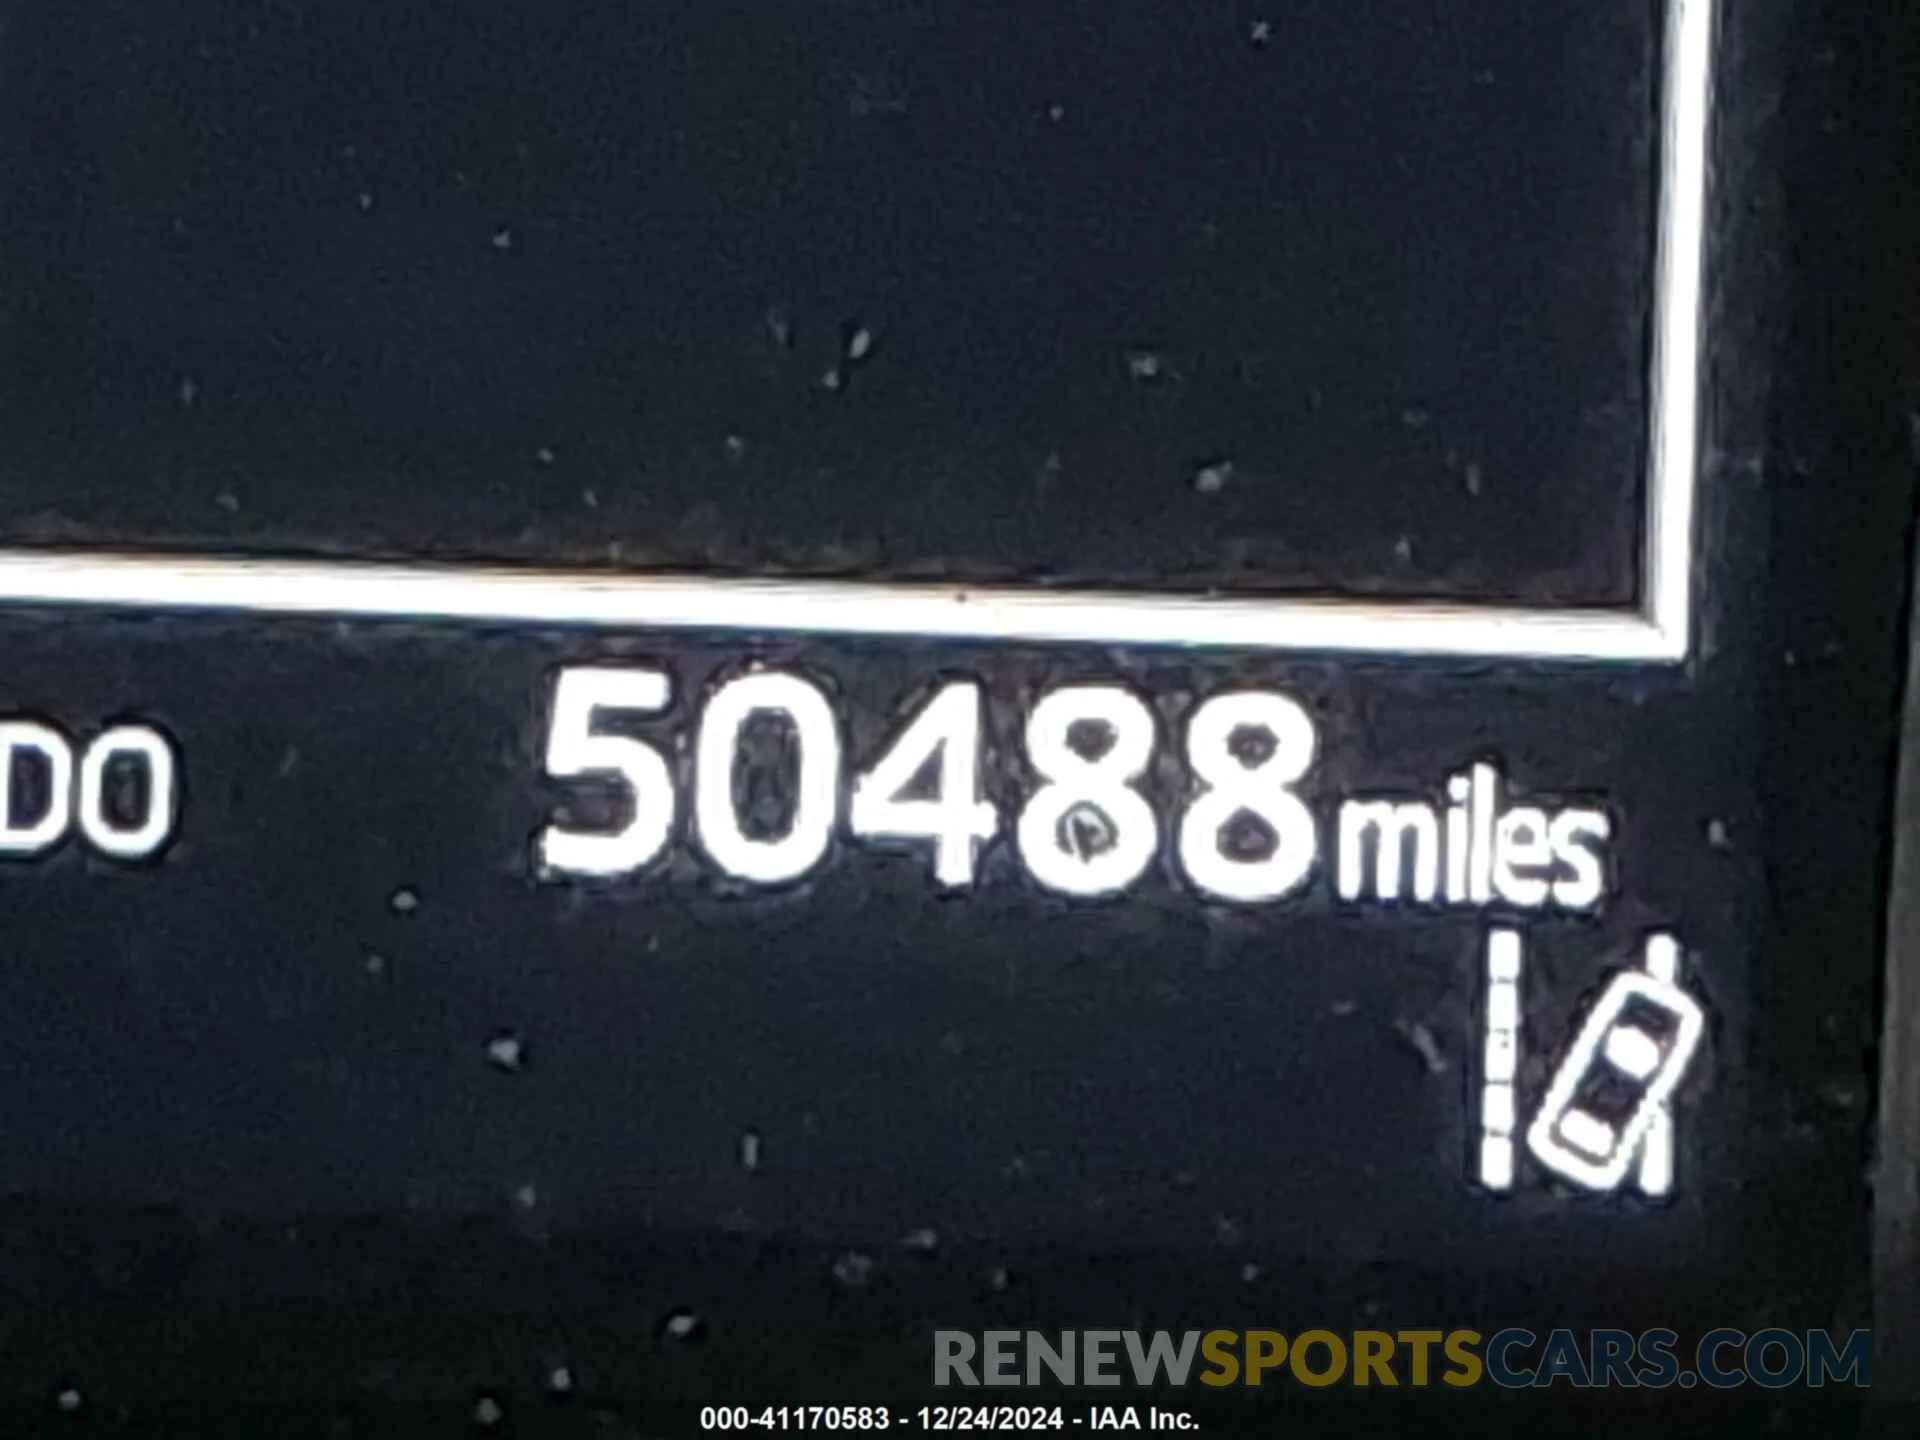 DO 50488 miles
RENEWSPORTSCARS.COM
000-41170583 - 12/24/2024 - IAA Inc.